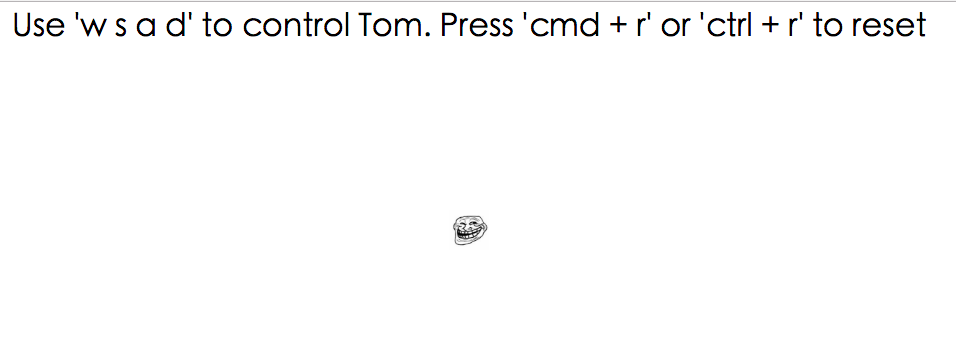 Use 'w s a d' to control Tom. Press 'cmd + r' or 'ctrl + r' to reset